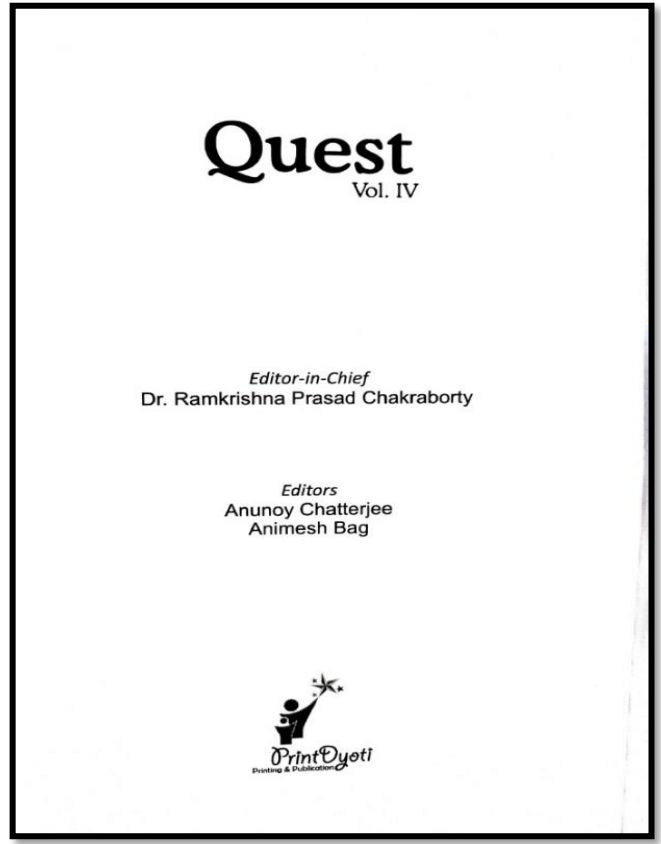 Quest
Vol. IV
Editor-in-Chief
Dr. Ramkrishna Prasad Chakraborty
Editors
Anunoy Chatterjee
Animesh Bag
PrintDyoti
Printing & Publication